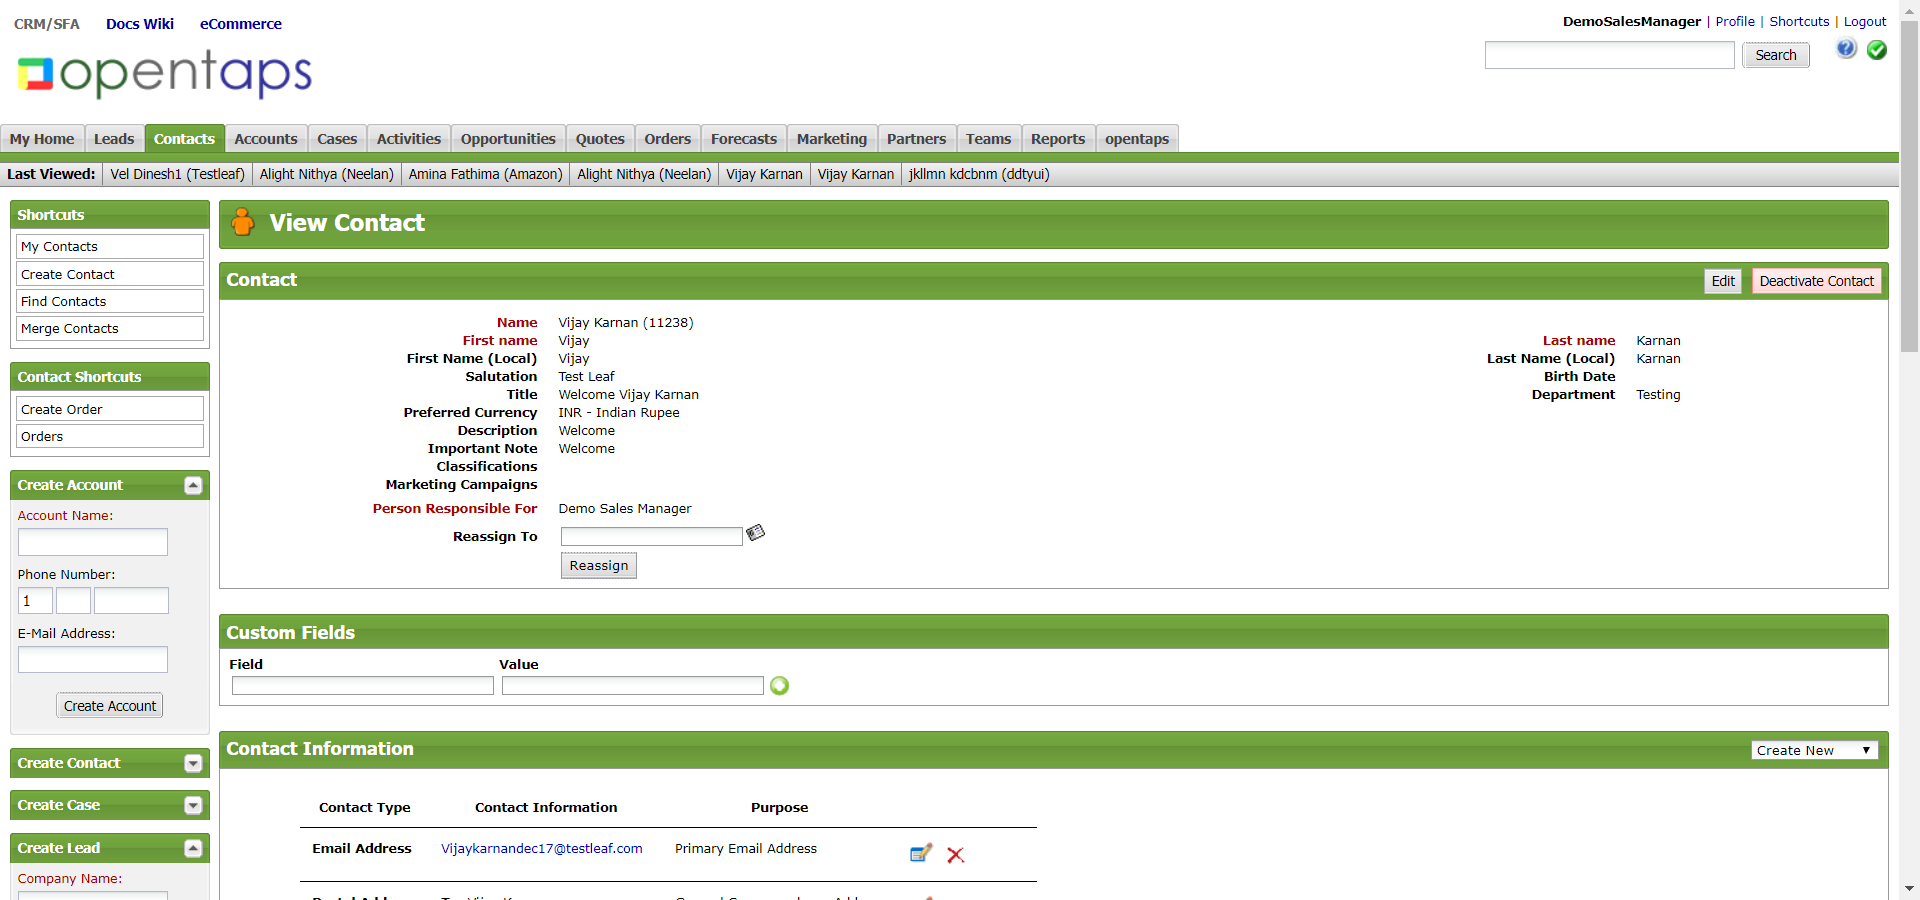 CRM/SFA Docs Wiki eCommerce
DemoSalesManager | Profile | Shortcuts | Logout
opentaps
Search
My Home Leads Contacts Accounts Cases Activities Opportunities Quotes Orders Forecasts Marketing Partners Teams Reports opentaps
Last Viewed: Vel Dinesh1 (Testleaf) Alight Nithya (Neelan) Amina Fathima (Amazon) Alight Nithya (Neelan) Vijay Karnan Vijay Karnan jkllmn kdcbnm (ddtyui)
Shortcuts
My Contacts
Create Contact
Find Contacts
Merge Contacts
Contact Shortcuts
Create Order
Orders
Create Account
Account Name:
Phone Number:
1
E-Mail Address:
Create Account
Create Contact
Create Case
Create Lead
Company Name:
View Contact
Contact
Edit Deactivate Contact
Name Vijay Karnan (11238)
First name Vijay Last name Karnan
First Name (Local) Vijay Last Name (Local) Karnan
Salutation Test Leaf Birth Date
Title Welcome Vijay Karnan Department Testing
Preferred Currency INR - Indian Rupee
Description Welcome
Important Note Welcome
Classifications
Marketing Campaigns
Person Responsible For Demo Sales Manager
Reassign To
Reassign
Custom Fields
Field Value
Contact Information
Create New
Contact Type Contact Information Purpose
Email Address Vijaykarnandec17@testleaf.com Primary Email Address